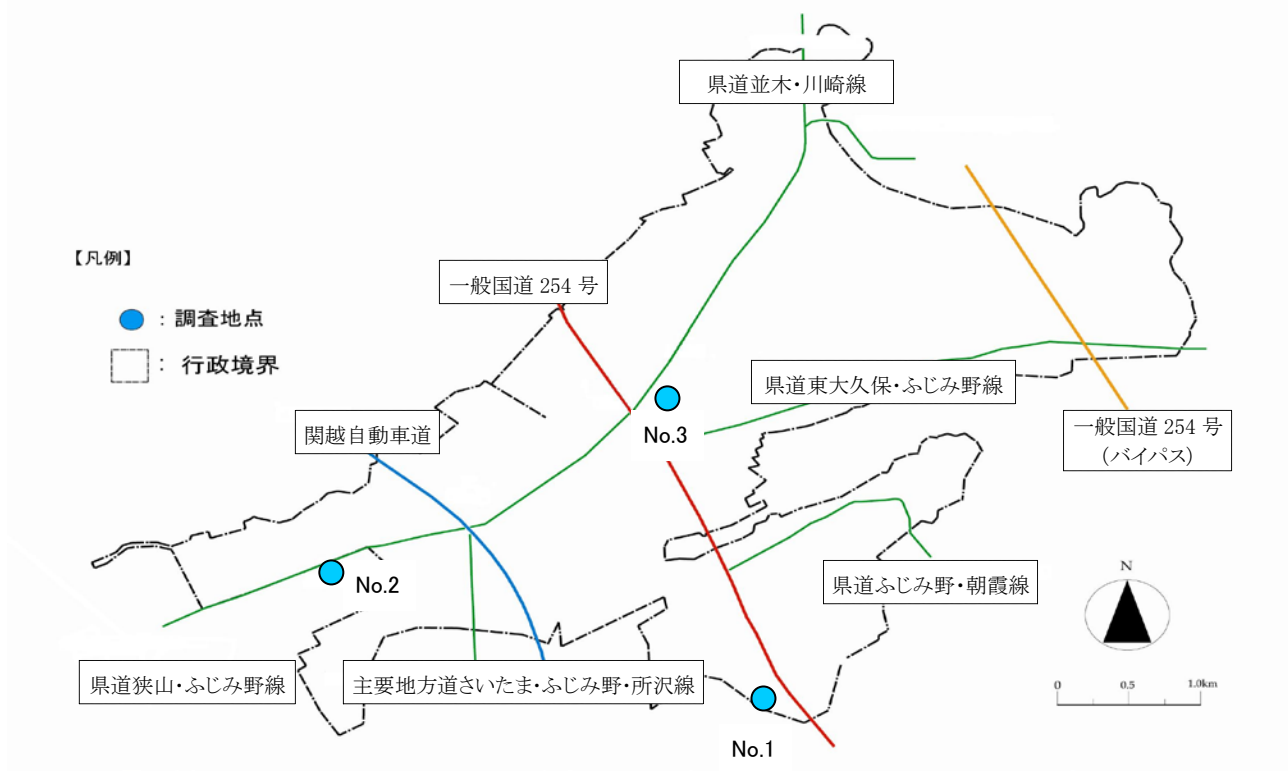 県道並木・川崎線
【凡例】
一般国道 254 号
: 調査地点
: 行政境界
県道東大久保・ふじみ野線
関越自動車道
No.3
一般国道 254 号
(バイパス)
No.2
県道ふじみ野・朝霞線
N
県道狭山・ふじみ野線
主要地方道さいたま・ふじみ野・所沢線
0 0.5 1.0km
No.1